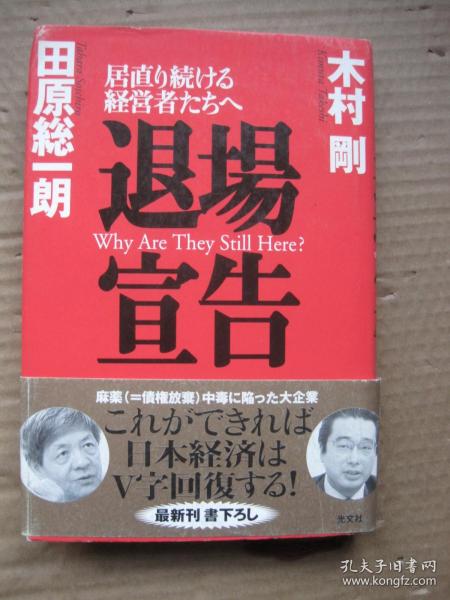 木村 剛
Kimura Takeshi
居直り続ける
経営者たちへ
田原総一朗
Tahara Soichiro
退場
Why Are They Still Here?
宣告
麻薬(=債権放棄)中毒に陥った大企業
これができれば
日本経済は
V字回復する!
最新刊 書下ろし
光文社
孔夫子旧书网
www.kongfz.com